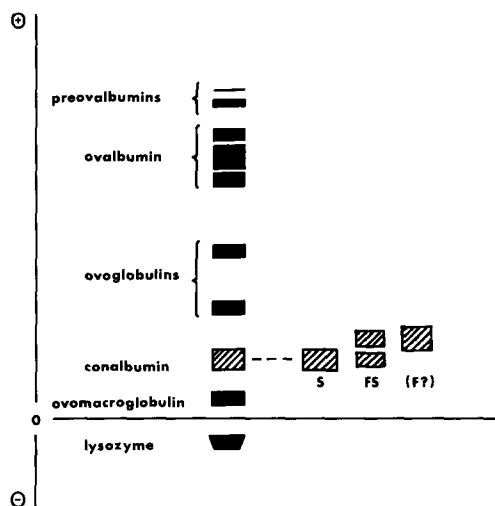 ⊕
preovalbumins
ovalbumin
ovoglobulins
conalbumin
S FS (F?)
ovomacroglobulin
0
lysozyme
⊖